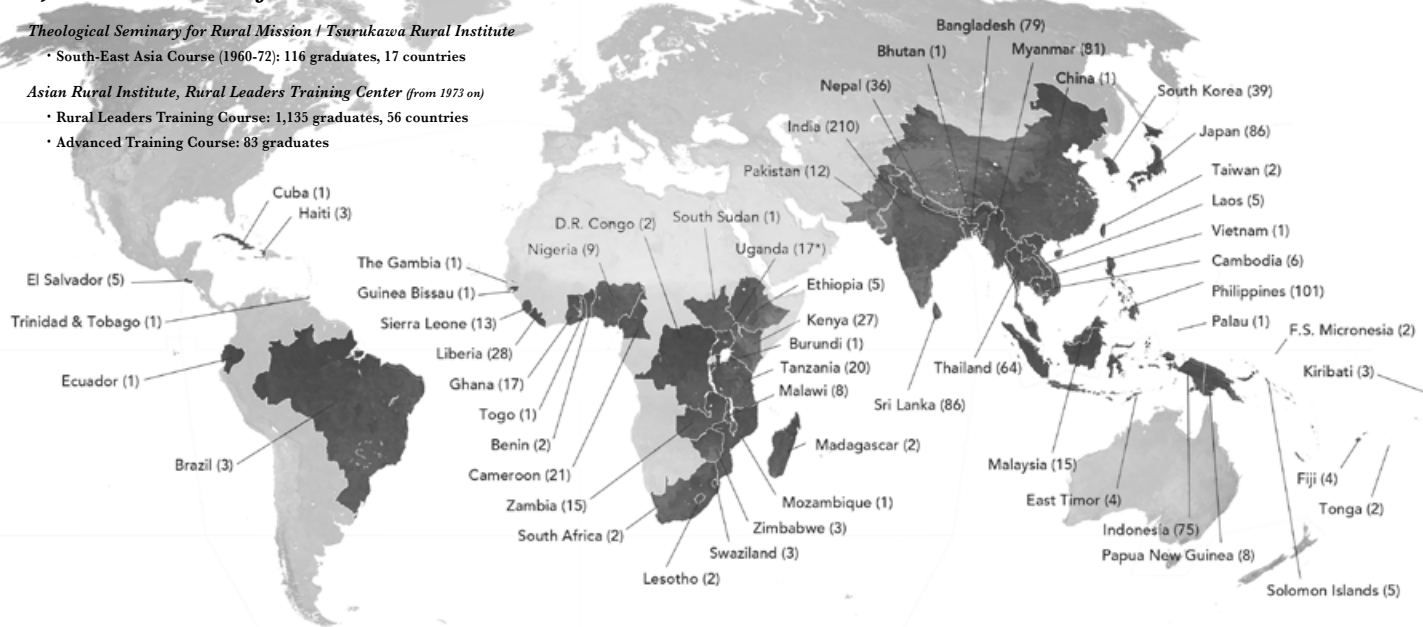 Theological Seminary for Rural Mission / Tsurukawa Rural Institute
· South-East Asia Course (1960-72): 116 graduates, 17 countries
Asian Rural Institute, Rural Leaders Training Center (from 1973 on)
· Rural Leaders Training Course: 1,135 graduates, 56 countries
· Advanced Training Course: 83 graduates
Cuba (1)
Haiti (3)
El Salvador (5)
Trinidad & Tobago (1)
Ecuador (1)
Brazil (3)
D.R. Congo (2)
South Sudan (1)
Nigeria (9)
Uganda (17*)
The Gambia (1)
Guinea Bissau (1)
Sierra Leone (13)
Liberia (28)
Ghana (17)
Togo (1)
Benin (2)
Cameroon (21)
Zambia (15)
South Africa (2)
Lesotho (2)
Swaziland (3)
Zimbabwe (3)
Mozambique (1)
Madagascar (2)
Malawi (8)
Tanzania (20)
Burundi (1)
Kenya (27)
Ethiopia (5)
Bangladesh (79)
Bhutan (1)
Myanmar (81)
China (1)
Nepal (36)
South Korea (39)
India (210)
Japan (86)
Pakistan (12)
Taiwan (2)
Laos (5)
Vietnam (1)
Cambodia (6)
Philippines (101)
Palau (1)
F.S. Micronesia (2)
Kiribati (3)
Thailand (64)
Sri Lanka (86)
Malaysia (15)
East Timor (4)
Indonesia (75)
Papua New Guinea (8)
Fiji (4)
Tonga (2)
Solomon Islands (5)